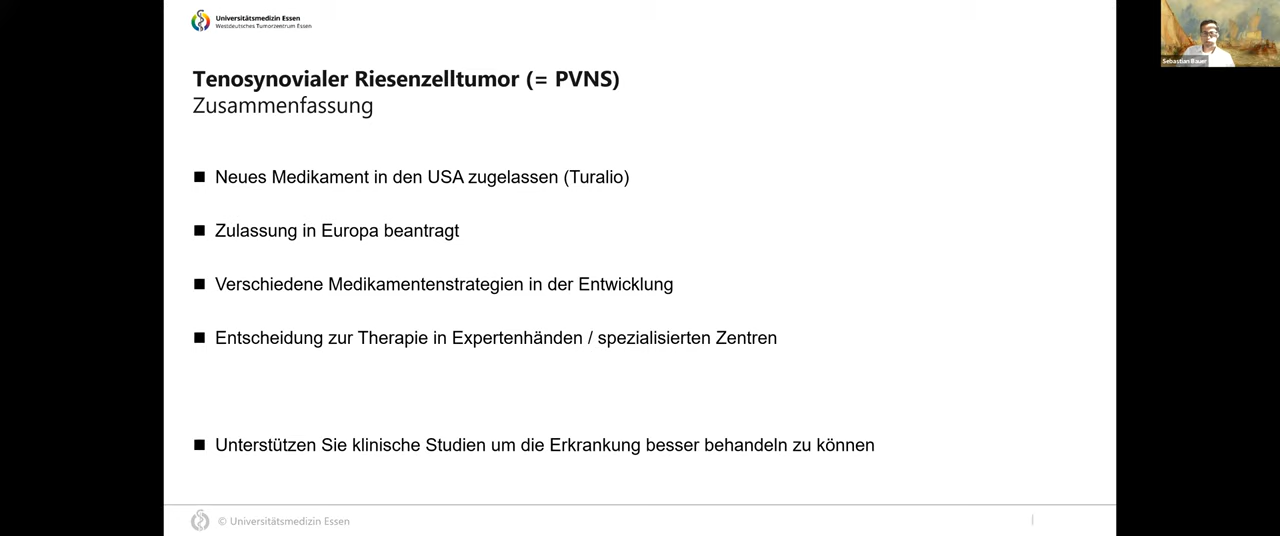 Universitätsmedizin Essen
Westdeutsches Tumorzentrum Essen
Sebastian Bauer
Tenosynovialer Riesenzelltumor (= PVNS)
Zusammenfassung
Neues Medikament in den USA zugelassen (Turalio)
Zulassung in Europa beantragt
Verschiedene Medikamentenstrategien in der Entwicklung
Entscheidung zur Therapie in Expertenhänden / spezialisierten Zentren
Unterstützen Sie klinische Studien um die Erkrankung besser behandeln zu können
© Universitätsmedizin Essen